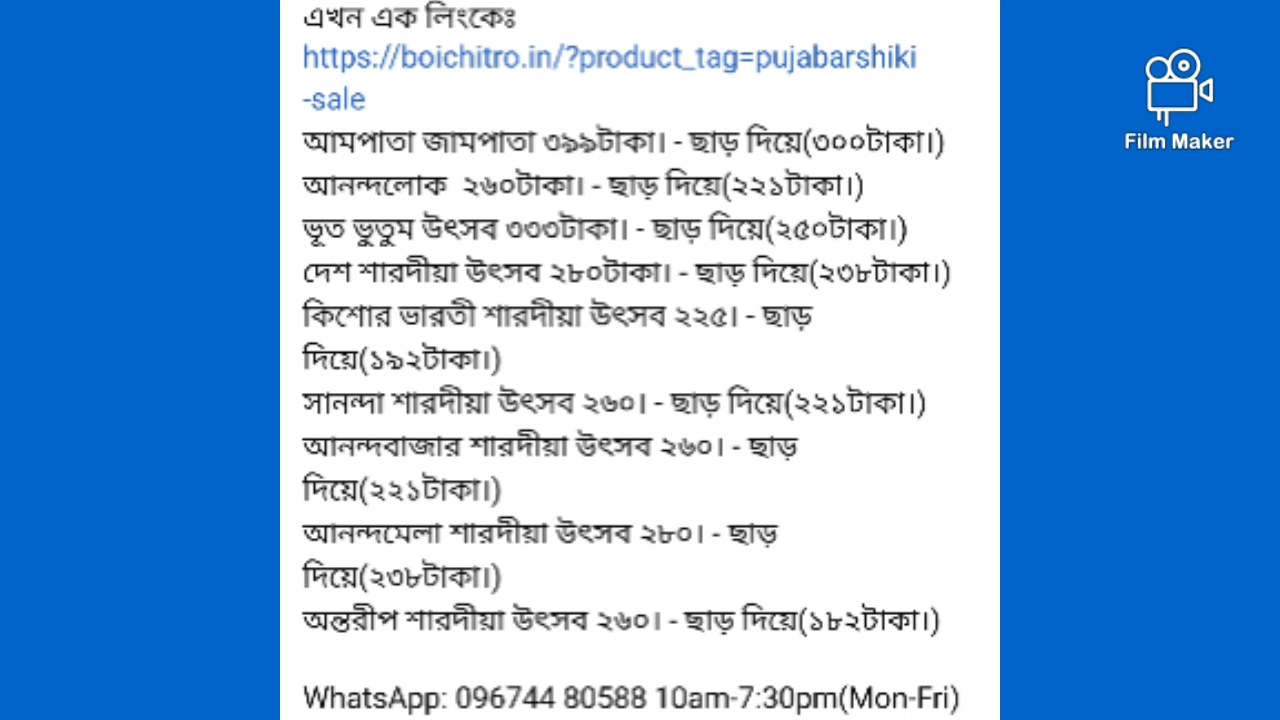 এখন এক লিংকেঃ
https://boichitro.in/?product_tag=pujabarshiki
-sale
আমপাতা জামপাতা ৩৯৯টাকা। - ছাড় দিয়ে(৩০০টাকা।)
আনন্দলোক ২৬০টাকা। - ছাড় দিয়ে(২২১টাকা।)
ভূত ভুতুম উৎসব ৩৩৩টাকা। - ছাড় দিয়ে(২৫০টাকা।)
দেশ শারদীয়া উৎসব ২৮০টাকা। - ছাড় দিয়ে(২৩৮টাকা।)
কিশোর ভারতী শারদীয়া উৎসব ২২৫। - ছাড়
দিয়ে(১৯২টাকা।)
সানন্দা শারদীয়া উৎসব ২৬০। - ছাড় দিয়ে(২২১টাকা।)
আনন্দবাজার শারদীয়া উৎসব ২৬০। - ছাড়
দিয়ে(২২১টাকা।)
আনন্দমেলা শারদীয়া উৎসব ২৮০। - ছাড়
দিয়ে(২৩৮টাকা।)
অন্তরীপ শারদীয়া উৎসব ২৬০। - ছাড় দিয়ে(১৮২টাকা।)
WhatsApp: 096744 80588 10am-7:30pm(Mon-Fri)
Film Maker